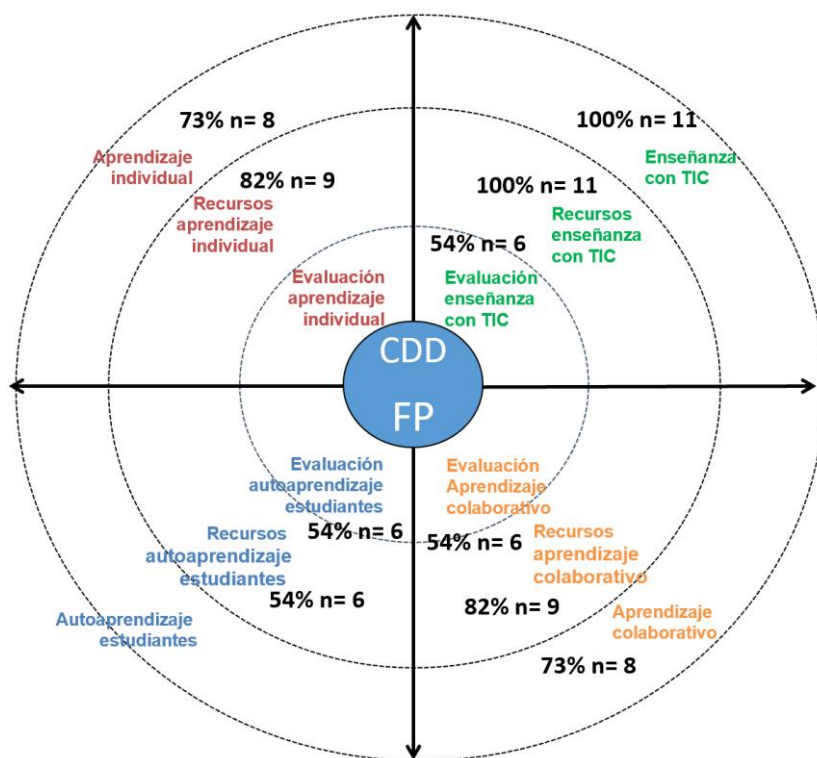 73% n= 8
Aprendizaje
individual
82% n= 9
Recursos
aprendizaje
individual
Evaluación
aprendizaje
individual
100% n= 11
Enseñanza
con TIC
100% n= 11
Recursos
enseñanza
con TIC
54% n= 6
Evaluación
enseñanza
con TIC
CDD
FP
Evaluación
autoaprendizaje
estudiantes
54% n= 6
Recursos
autoaprendizaje
estudiantes
54% n= 6
Autoaprendizaje
estudiantes
Evaluación
Aprendizaje
colaborativo
54% n= 6
Recursos
aprendizaje
colaborativo
82% n= 9
Aprendizaje
colaborativo
73% n= 8